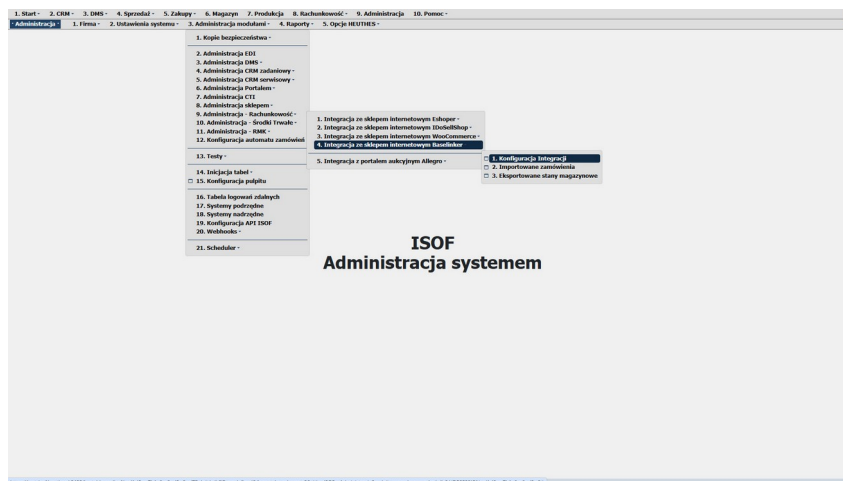 1. Start - 2. CRM - 3. DMS - 4. Sprzedaż - 5. Zakupy - 6. Magazyn 7. Produkcja 8. Rachunkowość - 9. Administracja 10. Pomoc -
Administracja - 1. Firma - 2. Ustawienia systemu - 3. Administracja modułami - 4. Raporty - 5. Opcje HEUTHES -
1. Kopie bezpieczeństwa -
2. Administracja EDI
3. Administracja DMS -
4. Administracja CRM zadaniowy -
5. Administracja CRM serwisowy -
6. Administracja Portalem -
7. Administracja CTI
8. Administracja sklepem -
9. Administracja - Rachunkowość -
10. Administracja - Środki Trwałe -
11. Administracja - RMK -
12. Konfiguracja automatu zamówień
13. Testy -
14. Inicjacja tabel -
15. Konfiguracja pulpitu
16. Tabela logowań zdalnych
17. Systemy podrzędne
18. Systemy nadrzędne
19. Konfiguracja API ISOF
20. Webhooks -
21. Scheduler -
1. Integracja ze sklepem internetowym Eshoper -
2. Integracja ze sklepem internetowym IDoSellShop -
3. Integracja ze sklepem internetowym WooCommerce -
4. Integracja ze sklepem internetowym Baselinker
5. Integracja z portalem aukcyjnym Allegro -
1. Konfiguracja Integracji
2. Importowane zamówienia
3. Eksportowane stany magazynowe
ISOF
Administracja systemem